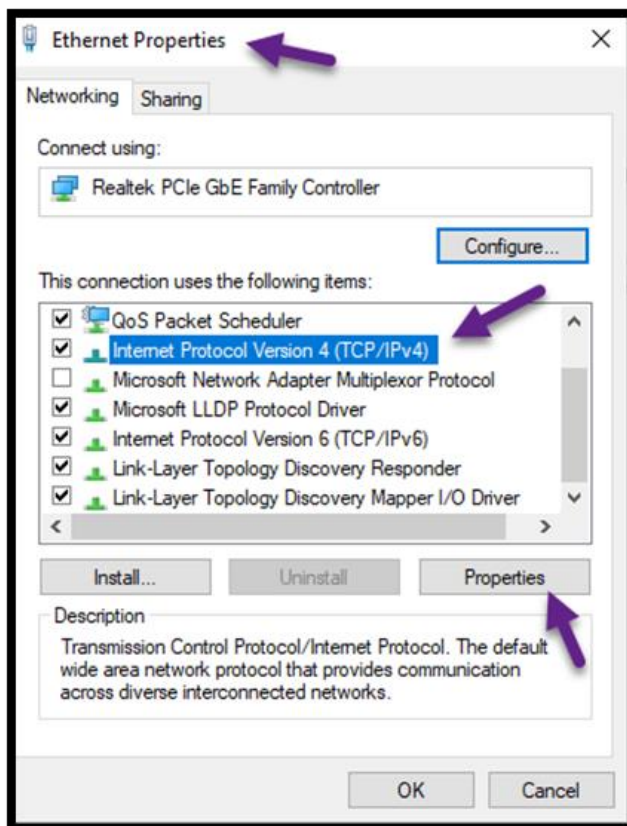 Ethernet Properties
Networking
Sharing
Connect using:
Realtek PCIe GbE Family Controller
Configure...
This connection uses the following items:
QoS Packet Scheduler
Internet Protocol Version 4 (TCP/IPv4)
Microsoft Network Adapter Multiplexor Protocol
Microsoft LLDP Protocol Driver
Internet Protocol Version 6 (TCP/IPv6)
Link-Layer Topology Discovery Responder
Link-Layer Topology Discovery Mapper I/O Driver
Install...
Uninstall
Properties
Description
Transmission Control Protocol/Internet Protocol. The default
wide area network protocol that provides communication
across diverse interconnected networks.
OK
Cancel